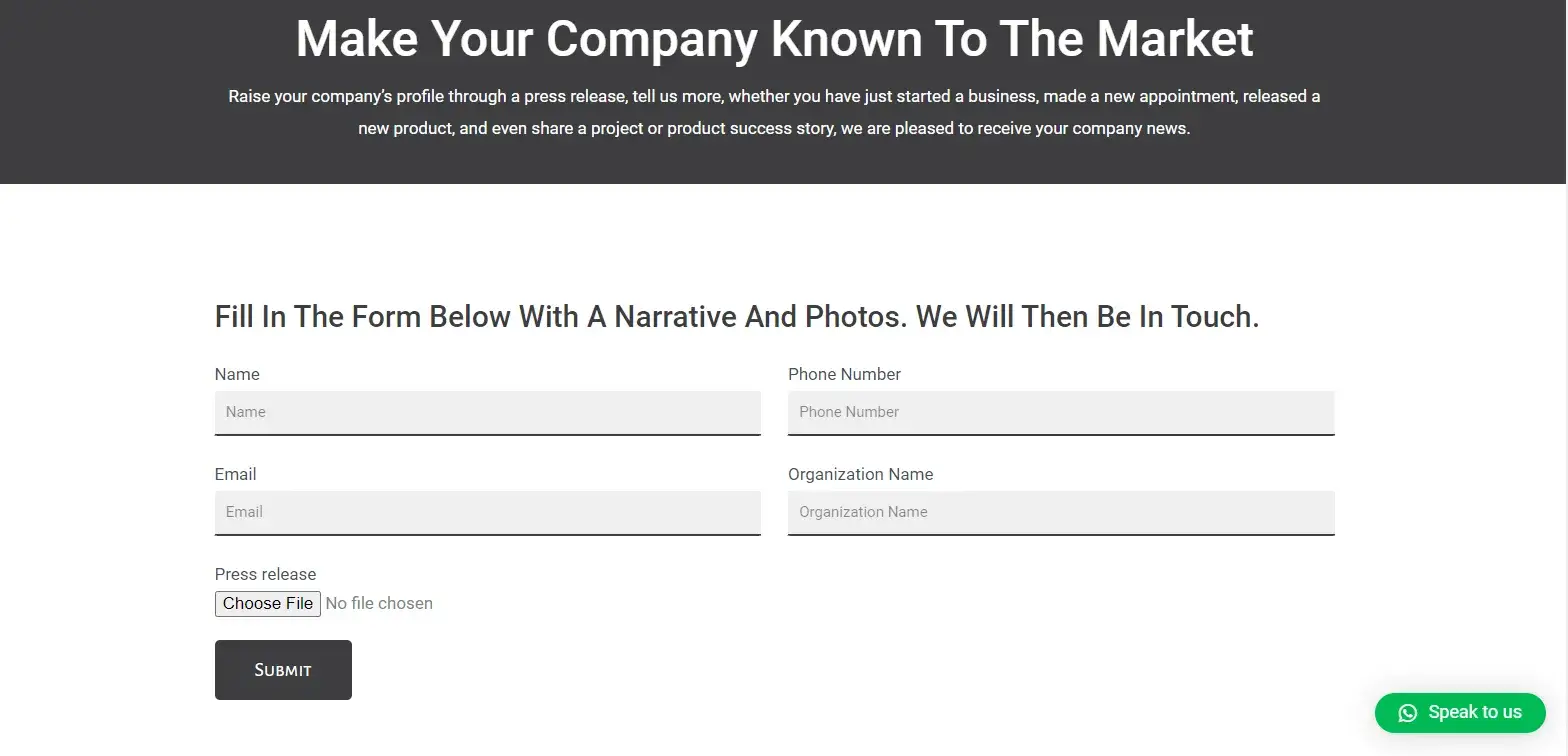 Make Your Company Known To The Market
Raise your company’s profile through a press release, tell us more, whether you have just started a business, made a new appointment, released a
new product, and even share a project or product success story, we are pleased to receive your company news.
Fill In The Form Below With A Narrative And Photos. We Will Then Be In Touch.
Name
Phone Number
Name
Phone Number
Email
Organization Name
Email
Organization Name
Press release
Choose File No file chosen
Submit
Speak to us